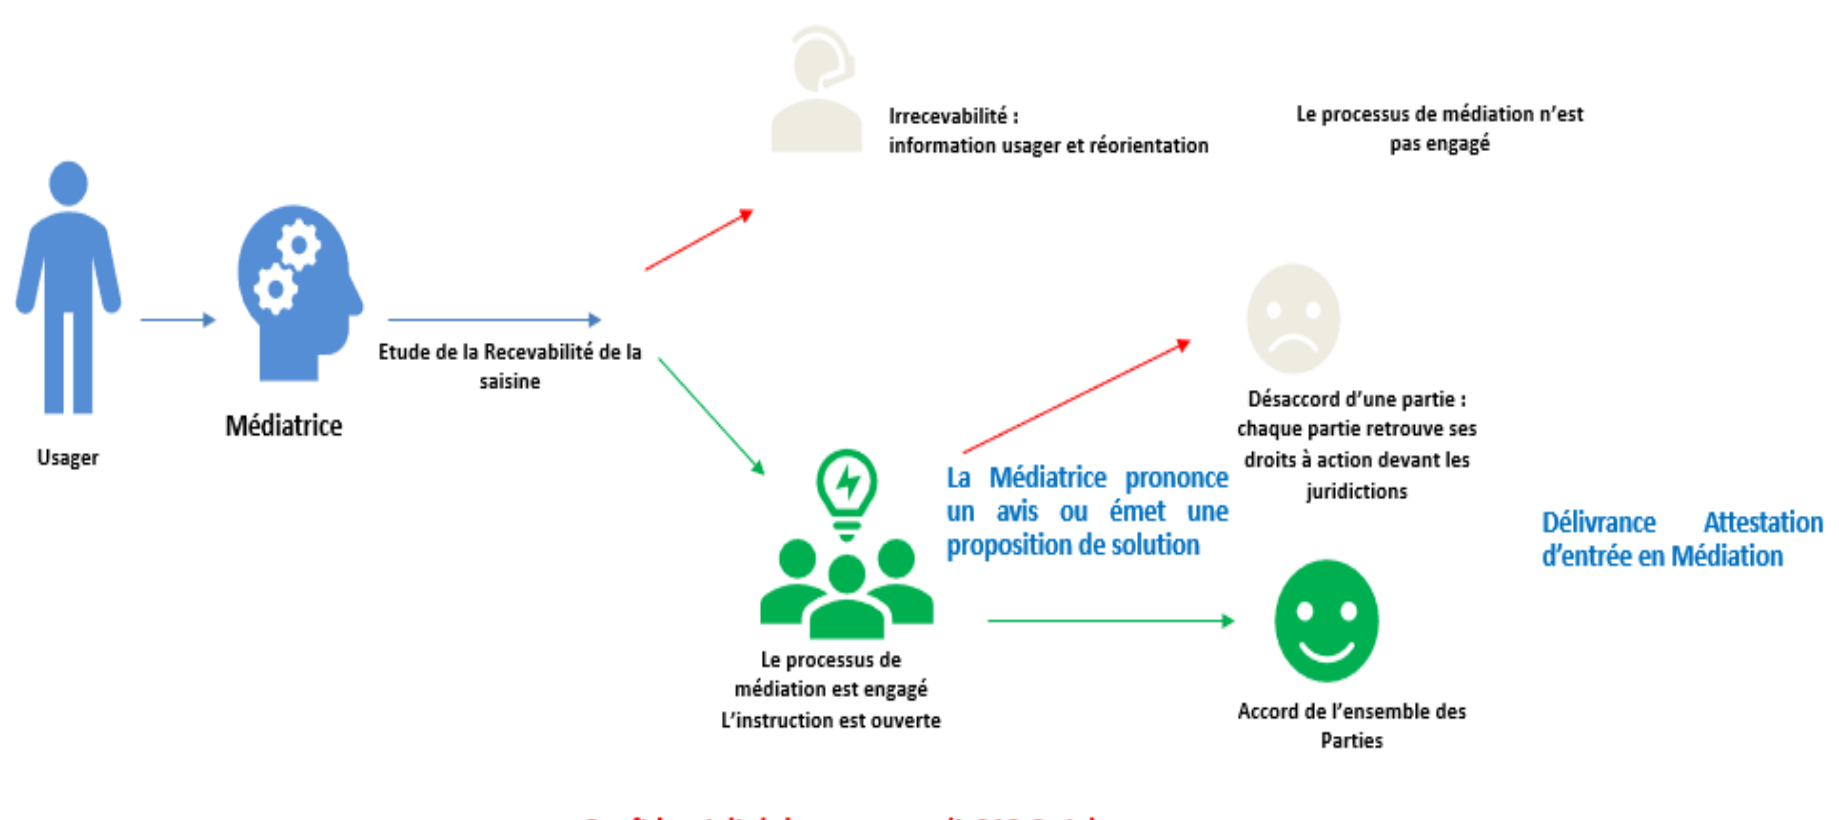 Irrecevabilité :
information usager et réorientation
Le processus de médiation n’est
pas engagé
Etude de la Recevabilité de la
saisine
Médiatrice
Usager
La Médiatrice prononce
un avis ou émet une
proposition de solution
Désaccord d’une partie :
chaque partie retrouve ses
droits à action devant les
juridictions
Délivrance Attestation
d’entrée en Médiation
Le processus de
médiation est engagé
L’instruction est ouverte
Accord de l’ensemble des
Parties